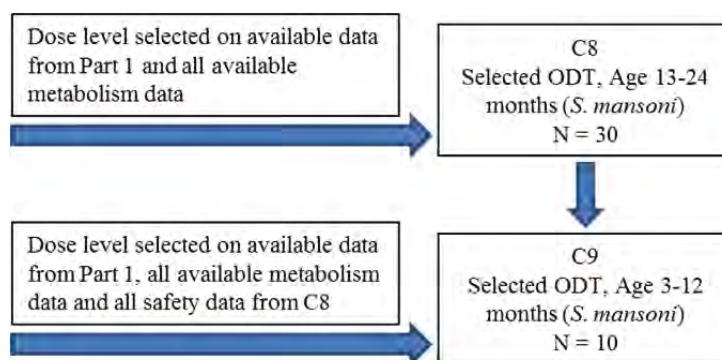 Dose level selected on available data
from Part 1 and all available
metabolism data
C8
Selected ODT, Age 13-24
months (S. mansoni)
N = 30
Dose level selected on available data
from Part 1, all available metabolism
data and all safety data from C8
C9
Selected ODT, Age 3-12
months (S. mansoni)
N = 10